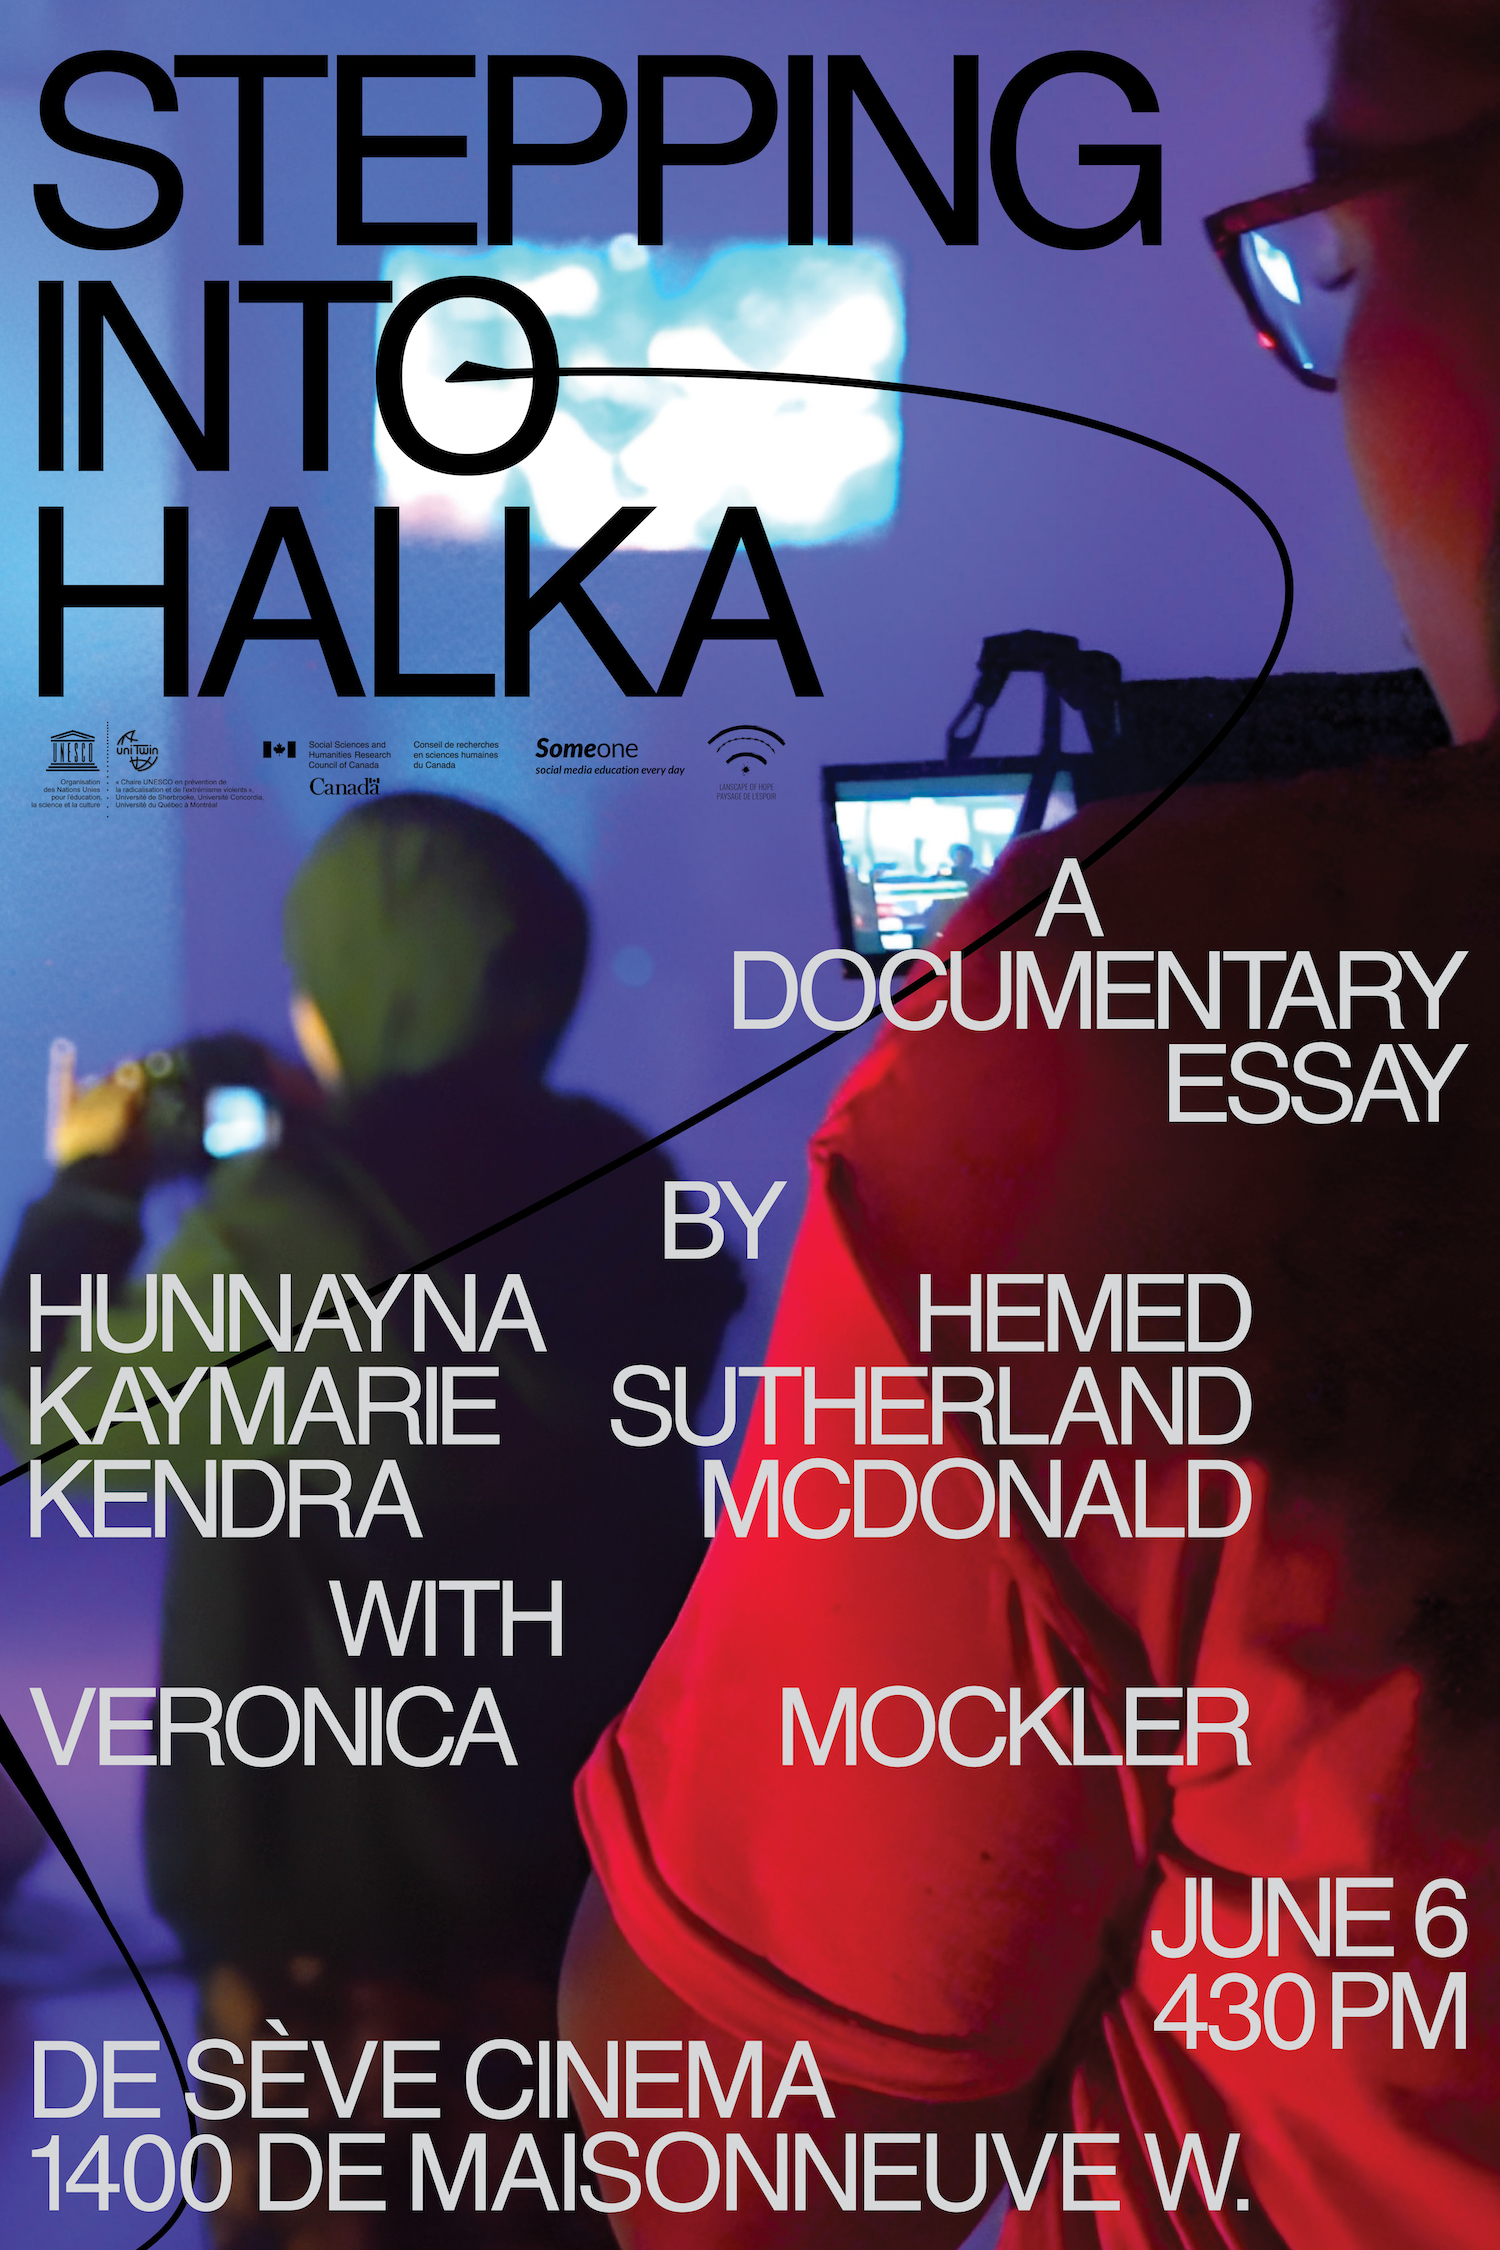 STEPPING
INTO
HALKA
UNESCO
uni Twin
Organisation
des Nations Unies
pour l'éducation,
la science et la culture
« Chaire UNESCO en prévention de
la radicalisation et de l'extrémisme violents »,
Université de Sherbrooke, Université Concordia,
Université du Québec à Montréal
Social Sciences and
Humanities Research
Council of Canada
Conseil de recherches
en sciences humaines
du Canada
Canada
Someone
social media education every day
LANSCAPE OF HOPE
PAYSAGE DE L'ESPOIR
A
DOCUMENTARY
ESSAY
BY
HUNNAYNA HEMED
KAYMARIE SUTHERLAND
KENDRA MCDONALD
WITH
VERONICA MOCKLER
JUNE 6
430 PM
DE SÈVE CINEMA
1400 DE MAISONNEUVE W.